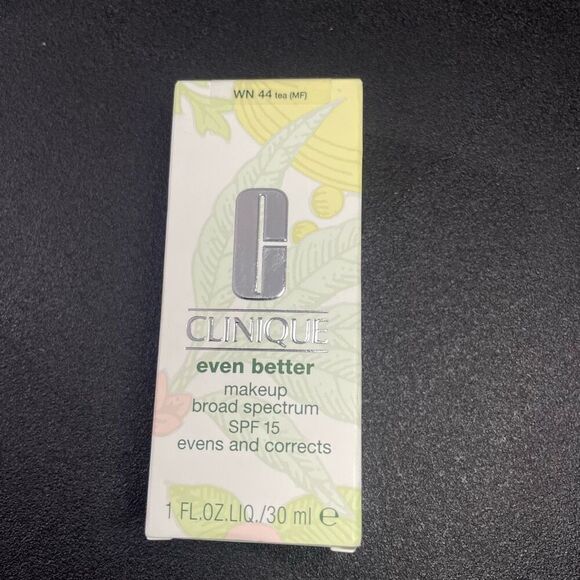 WN 44 tea (MF)
CLINIQUE
even better
makeup
broad spectrum
SPF 15
evens and corrects
1 FL.OZ.LIQ./30 ml ℮